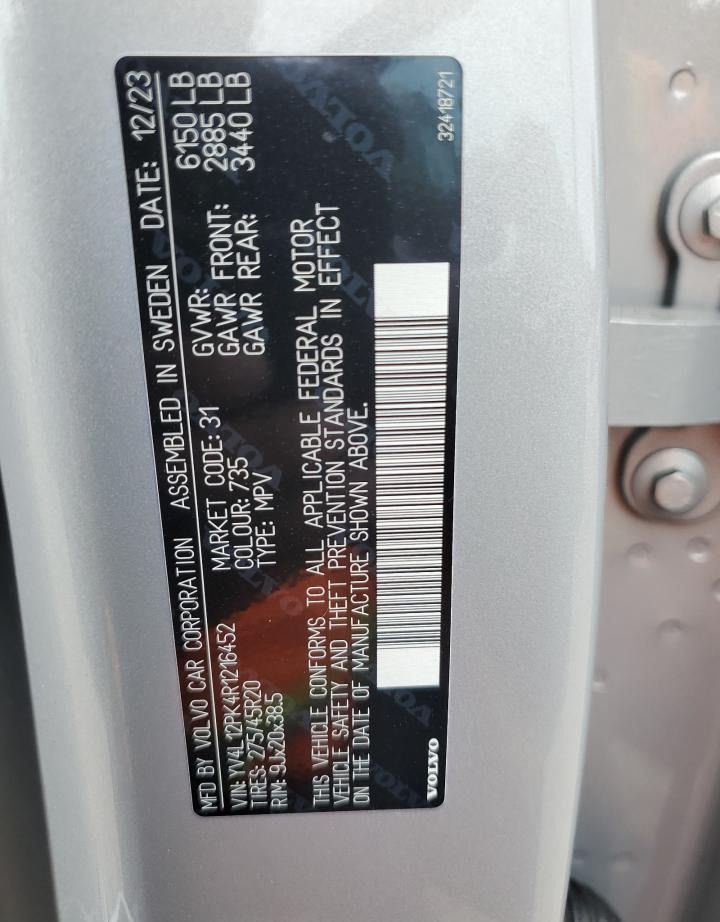 MFD BY VOLVO CAR CORPORATION ASSEMBLED IN SWEDEN DATE: 12/23
VIN: YV4L12PK4R1216452 MARKET CODE: 31 GVWR: 6150 LB
TIRES: 275/45R20 COLOUR: 735 GAWR FRONT: 2885 LB
RIM: 9Jx20x38.5 TYPE: MPV GAWR REAR: 3440 LB
THIS VEHICLE CONFORMS TO ALL APPLICABLE FEDERAL MOTOR
VEHICLE SAFETY AND THEFT PREVENTION STANDARDS IN EFFECT
ON THE DATE OF MANUFACTURE SHOWN ABOVE.
VOLVO 32418721